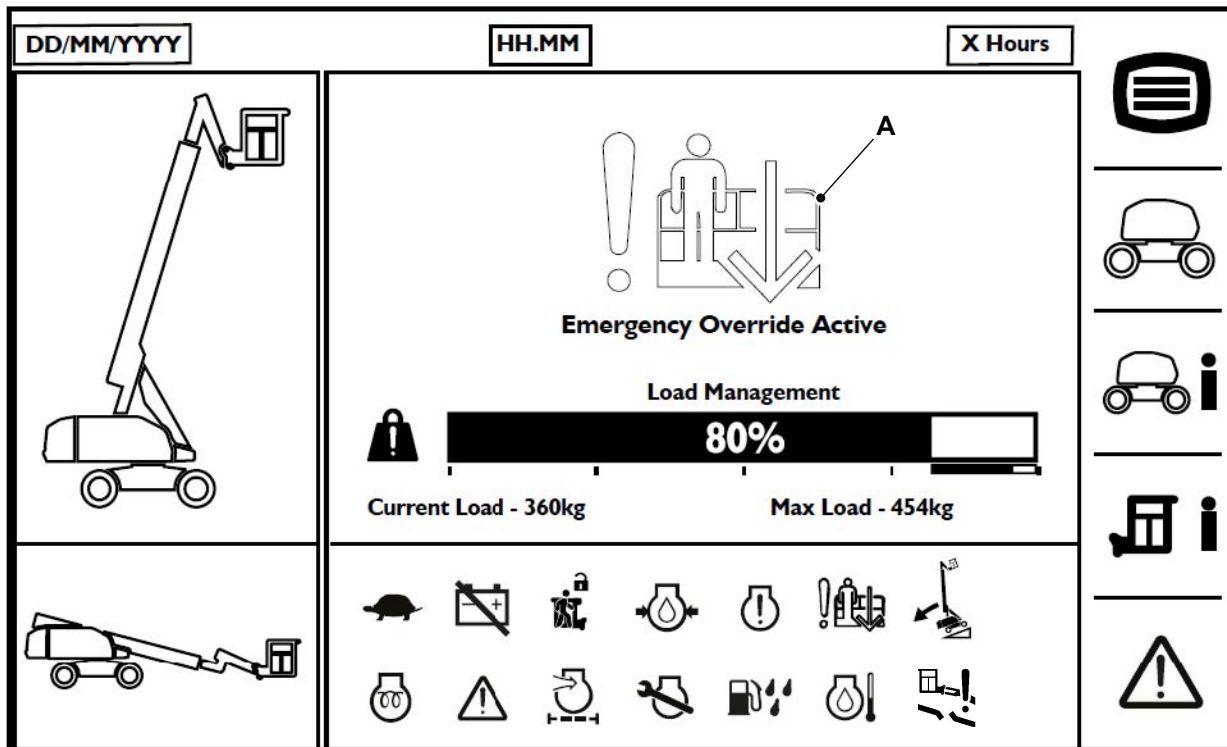 DD/MM/YYYY
HH.MM
X Hours
A
Emergency Override Active
Load Management
80%
Current Load - 360kg
Max Load - 454kg